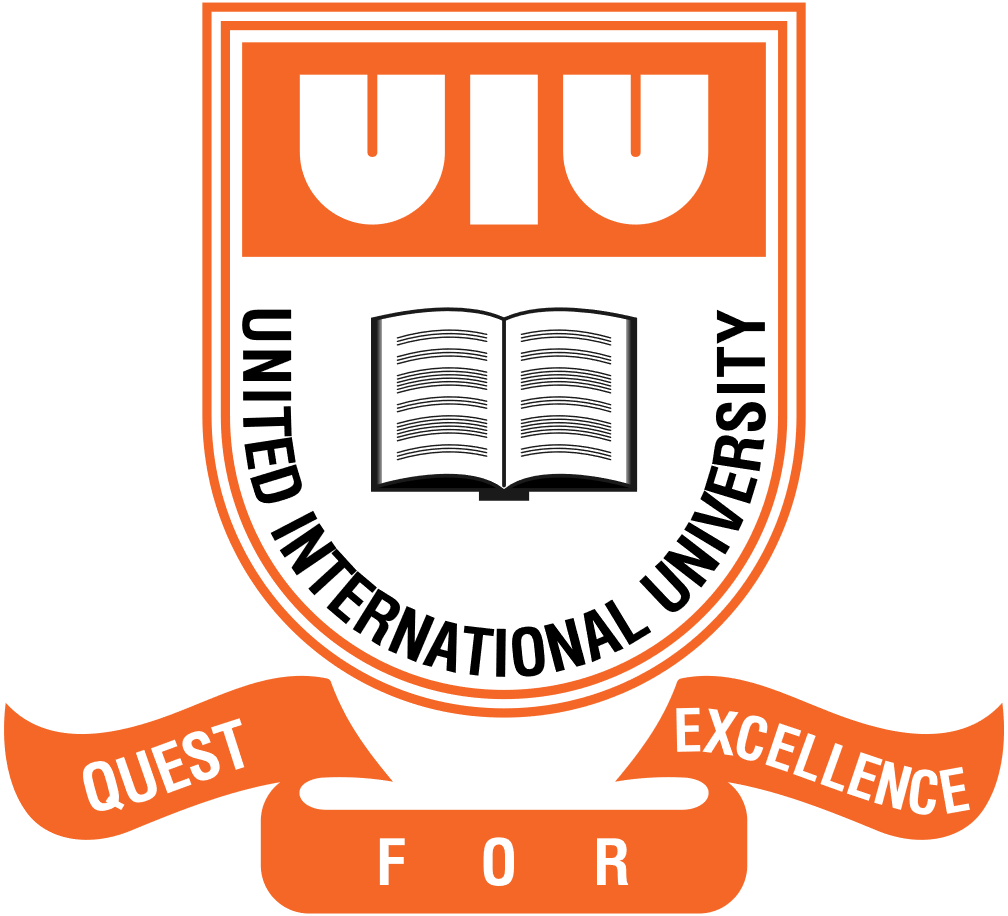 UIU
UNITED INTERNATIONAL UNIVERSITY
QUEST
FOR
EXCELLENCE